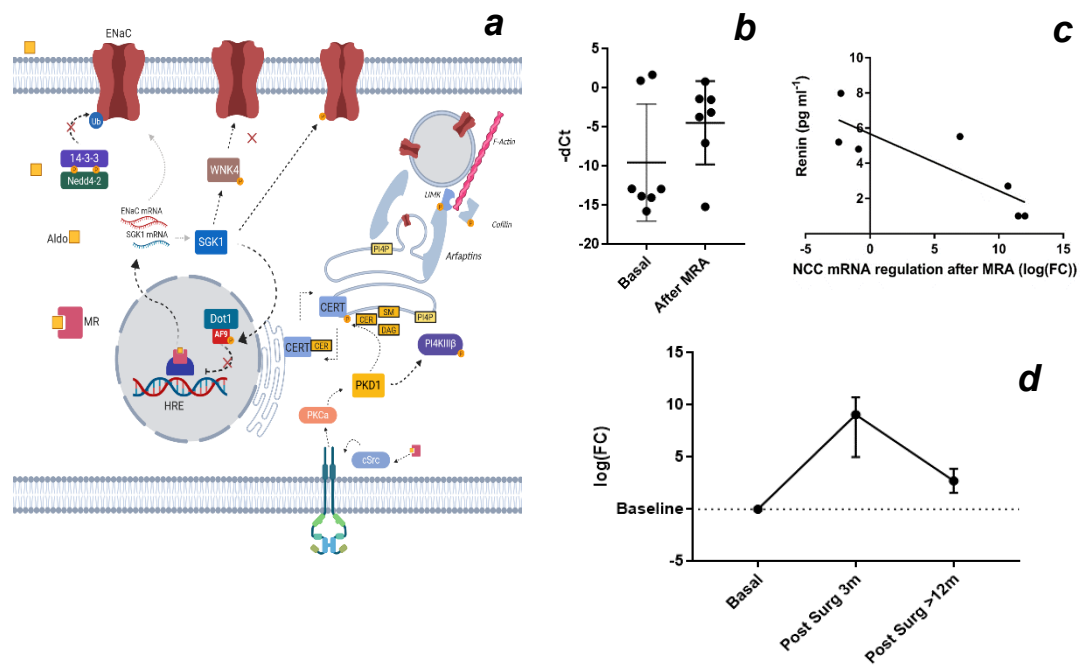 a
ENaC
Ub
14-3-3
P
P
Nedd4-2
WNK4
P
P
ENaC mRNA
SGK1 mRNA
SGK1
Aldo
MR
Dot1
AF9
P
HRE
F-Actin
LIMK
P
Cofilin
P
PI4P
Arfaptins
CERT
P
CER
SM
DAG
PI4P
CERT
CER
PI4KIIIβ
P
PKD1
PKCa
cSrc
b
-dCt
5
0
-5
-10
-15
-20
Basal
After MRA
c
Renin (pg ml⁻¹)
10
8
6
4
2
-5
0
5
10
15
NCC mRNA regulation after MRA (log(FC))
d
log(FC)
15
10
5
Baseline
-5
Basal
Post Surg 3m
Post Surg >12m